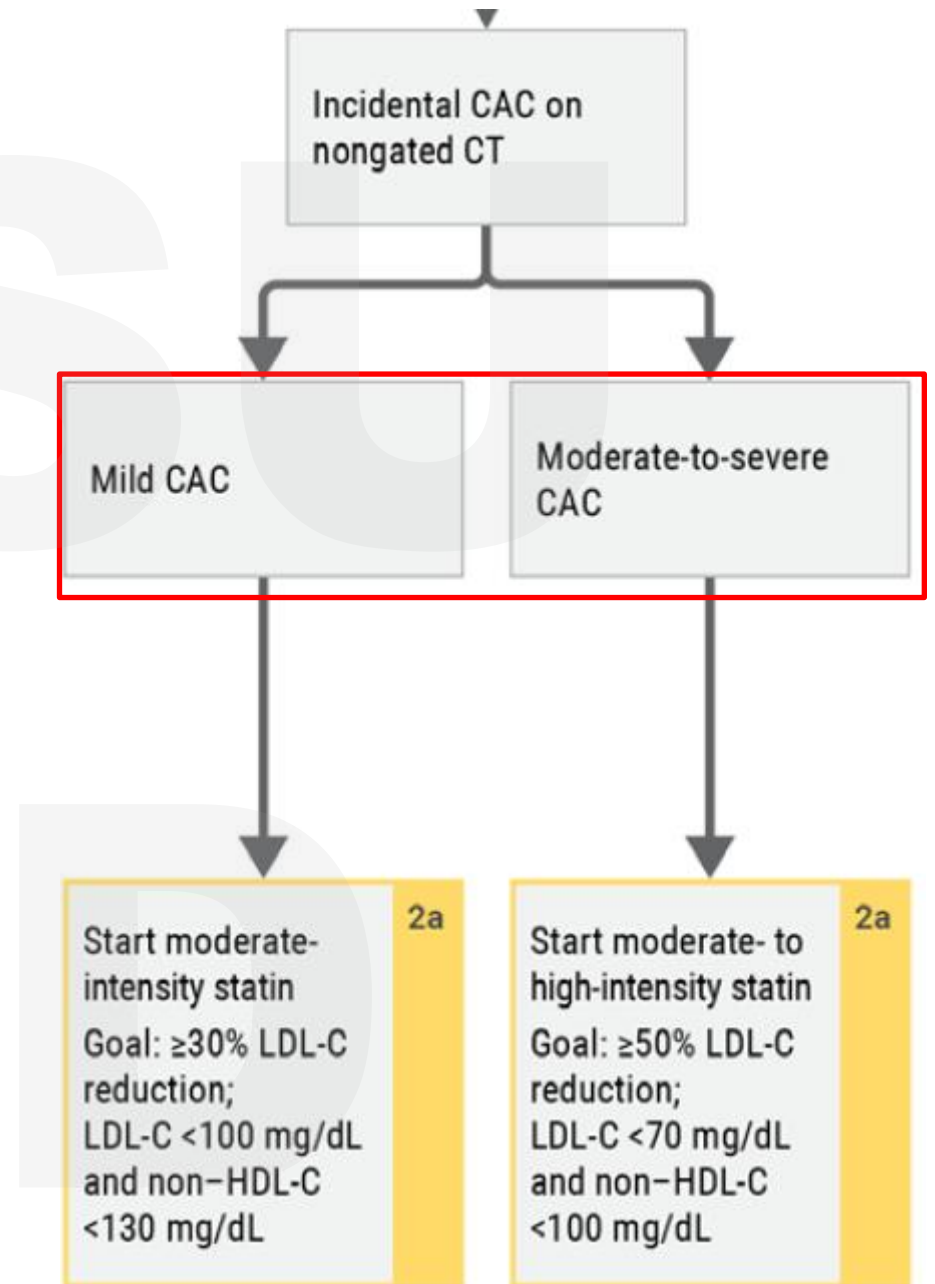 Incidental CAC on
nongated CT
Mild CAC
Moderate-to-severe
CAC
Start moderate-
intensity statin
Goal: ≥30% LDL-C
reduction;
LDL-C <100 mg/dL
and non–HDL-C
<130 mg/dL
2a
Start moderate- to
high-intensity statin
Goal: ≥50% LDL-C
reduction;
LDL-C <70 mg/dL
and non–HDL-C
<100 mg/dL
2a
SU
D